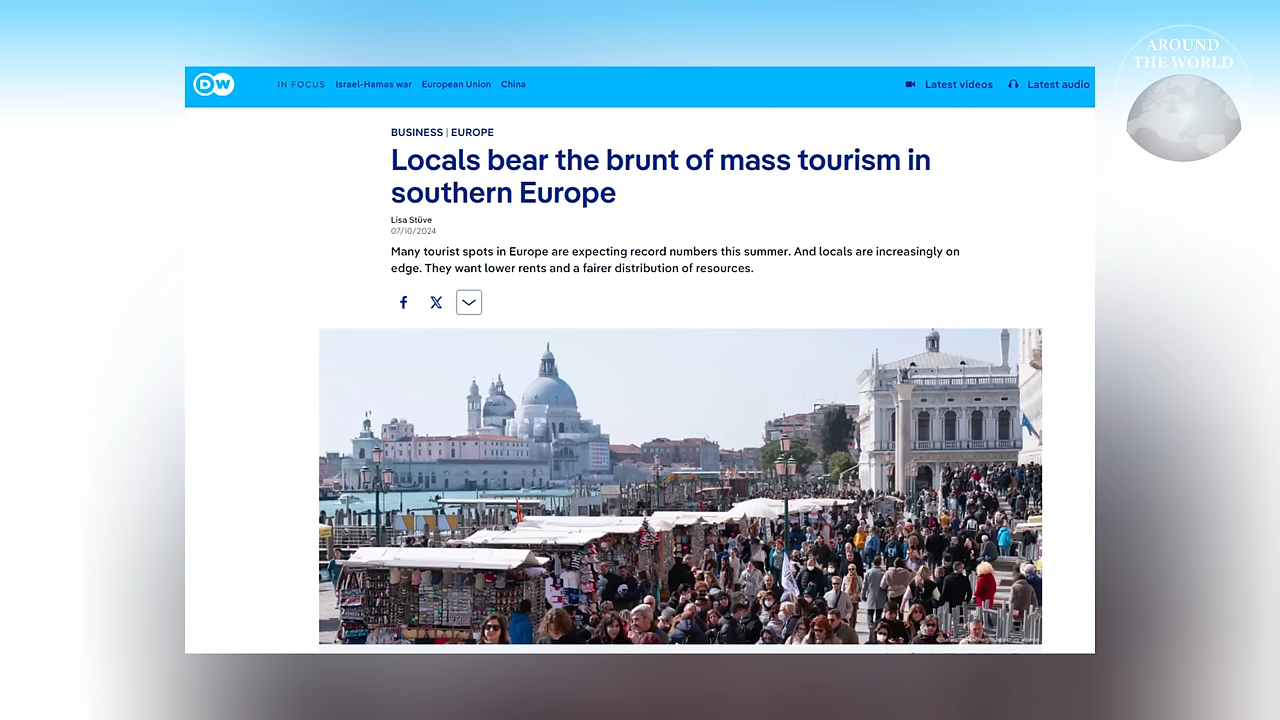 AROUND
THE WORLD
DW
IN FOCUS Israel-Hamas war European Union China
Latest videos Latest audio
BUSINESS | EUROPE
Locals bear the brunt of mass tourism in
southern Europe
Lisa Stüve
07/10/2024
Many tourist spots in Europe are expecting record numbers this summer. And locals are increasingly on
edge. They want lower rents and a fairer distribution of resources.